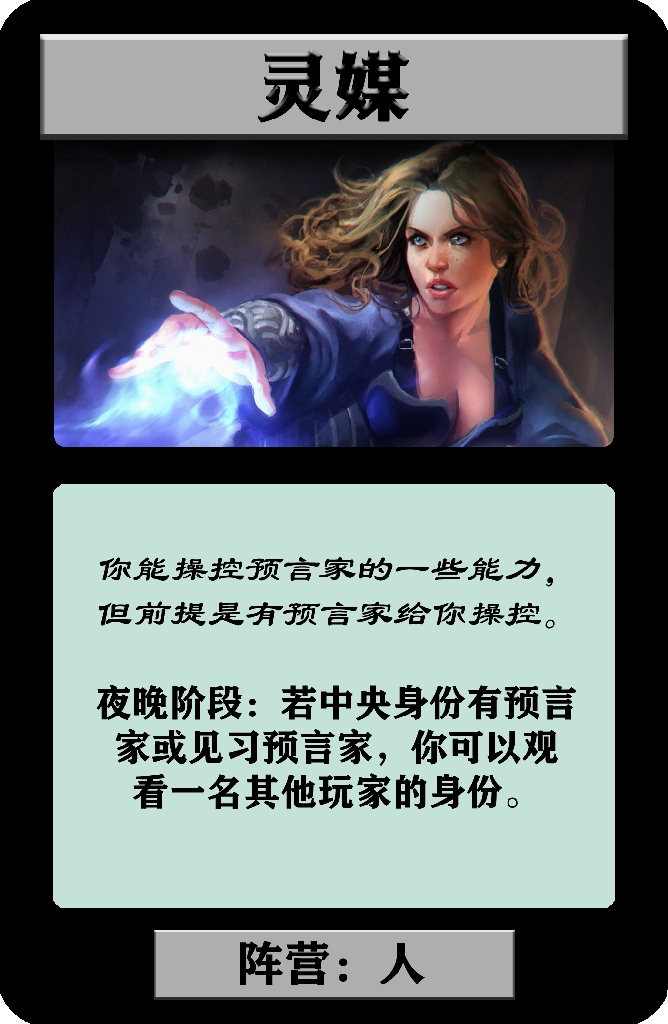 灵媒
你能操控预言家的一些能力，
但前提是有预言家给你操控。
夜晚阶段：若中央身份有预言
家或见习预言家，你可以观
看一名其他玩家的身份。
阵营：人